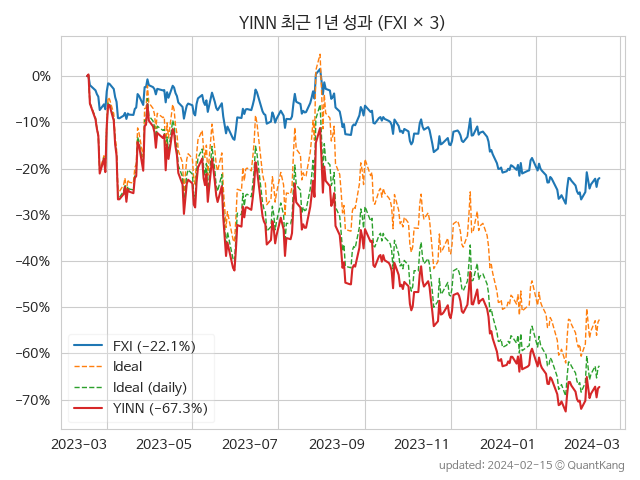 YINN 최근 1년 성과 (FXI × 3)
0%
−10%
−20%
−30%
−40%
−50%
−60%
−70%
FXI (−22.1%)
Ideal
Ideal (daily)
YINN (−67.3%)
2023-03 2023-05 2023-07 2023-09 2023-11 2024-01 2024-03
updated: 2024-02-15 © QuantKang